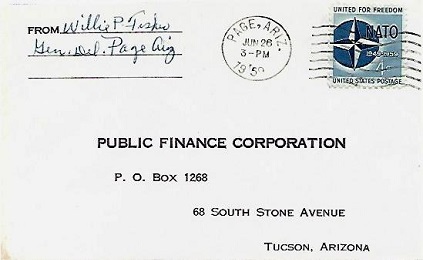 FROM Willie P. Fisher
Gen. Del. Page Ariz
PAGE, ARIZ.
JUN 26
3-PM
1959
UNITED FOR FREEDOM
NATO
1949-1959
4¢
UNITED STATES POSTAGE
PUBLIC FINANCE CORPORATION
P. O. BOX 1268
68 SOUTH STONE AVENUE
TUCSON, ARIZONA